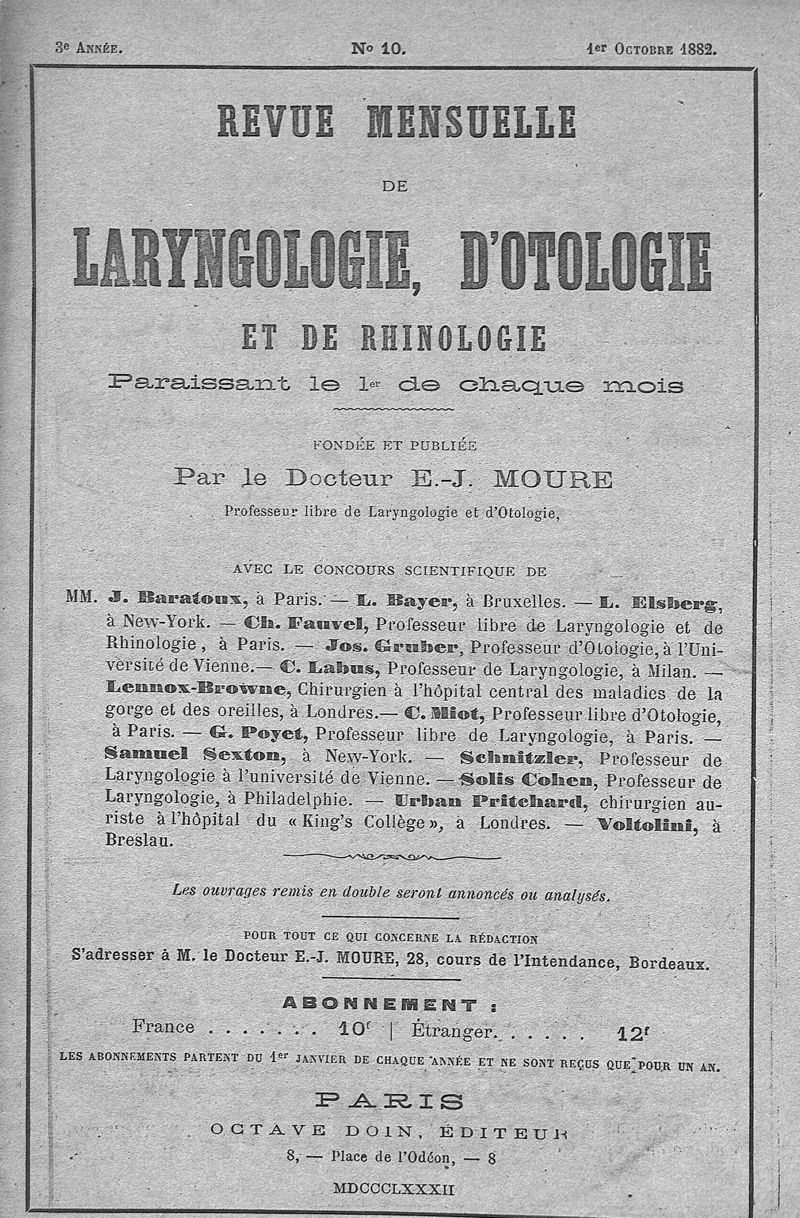 3e ANNÉE. No 10. 1er OCTOBRE 1882.
REVUE MENSUELLE
DE
LARYNGOLOGIE, D'OTOLOGIE
ET DE RHINOLOGIE
Paraissant le 1er de chaque mois
FONDÉE ET PUBLIÉE
Par le Docteur E.-J. MOURE
Professeur libre de Laryngologie et d'Otologie,
AVEC LE CONCOURS SCIENTIFIQUE DE
MM. J. Baratoux, à Paris. — L. Bayer, à Bruxelles. — L. Elsberg,
à New-York. — Ch. Fauvel, Professeur libre de Laryngologie et de
Rhinologie, à Paris. — Jos. Gruber, Professeur d'Otologie, à l'Uni-
versité de Vienne. — C. Labus, Professeur de Laryngologie, à Milan. —
Lennox-Browne, Chirurgien à l'hôpital central des maladies de la
gorge et des oreilles, à Londres. — C. Miot, Professeur libre d'Otologie,
à Paris. — G. Poyet, Professeur libre de Laryngologie, à Paris. —
Samuel Sexton, à New-York. — Schnitzler, Professeur de
Laryngologie à l'université de Vienne. — Solis Cohen, Professeur de
Laryngologie, à Philadelphie. — Urban Pritchard, chirurgien au-
riste à l'hôpital du « King's Collège », à Londres. — Voltolini, à
Breslau.
Les ouvrages remis en double seront annoncés ou analysés.
POUR TOUT CE QUI CONCERNE LA RÉDACTION
S'adresser à M. le Docteur E.-J. MOURE, 28, cours de l'Intendance, Bordeaux.
ABONNEMENT :
France . . . . . . . 10f | Étranger. . . . . . 12f
LES ABONNEMENTS PARTENT DU 1er JANVIER DE CHAQUE ANNÉE ET NE SONT REÇUS QUE POUR UN AN.
PARIS
OCTAVE DOIN, ÉDITEUR
8, — Place de l'Odéon, — 8
MDCCCLXXXII